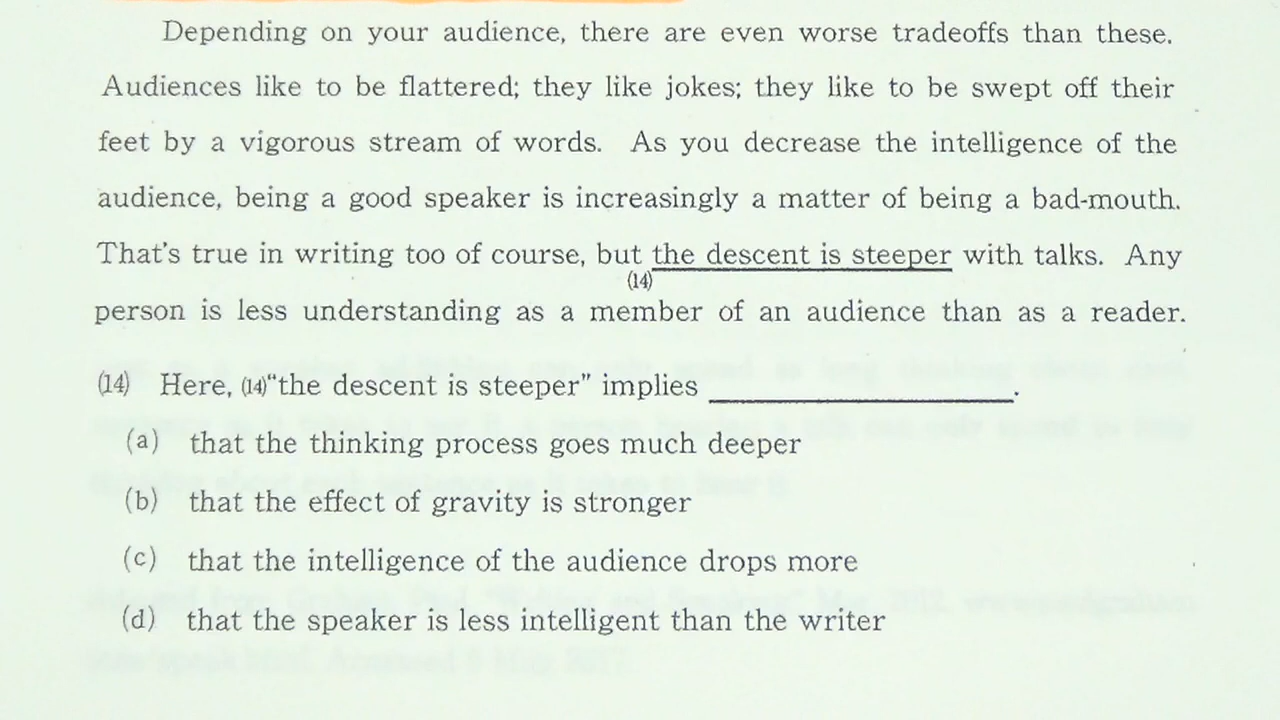 Depending on your audience, there are even worse tradeoffs than these.
Audiences like to be flattered; they like jokes; they like to be swept off their
feet by a vigorous stream of words. As you decrease the intelligence of the
audience, being a good speaker is increasingly a matter of being a bad-mouth.
That's true in writing too of course, but the descent is steeper with talks. Any
(14)
person is less understanding as a member of an audience than as a reader.
(14) Here, (14)“the descent is steeper” implies ____________.
(a) that the thinking process goes much deeper
(b) that the effect of gravity is stronger
(c) that the intelligence of the audience drops more
(d) that the speaker is less intelligent than the writer